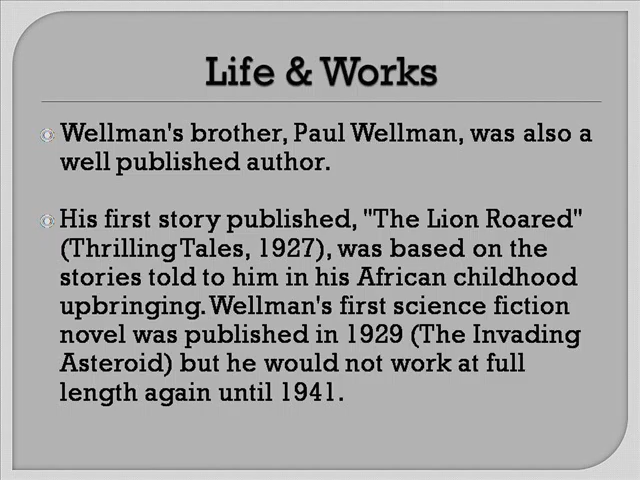 Life & Works
Wellman's brother, Paul Wellman, was also a
well published author.
His first story published, "The Lion Roared"
(Thrilling Tales, 1927), was based on the
stories told to him in his African childhood
upbringing. Wellman's first science fiction
novel was published in 1929 (The Invading
Asteroid) but he would not work at full
length again until 1941.